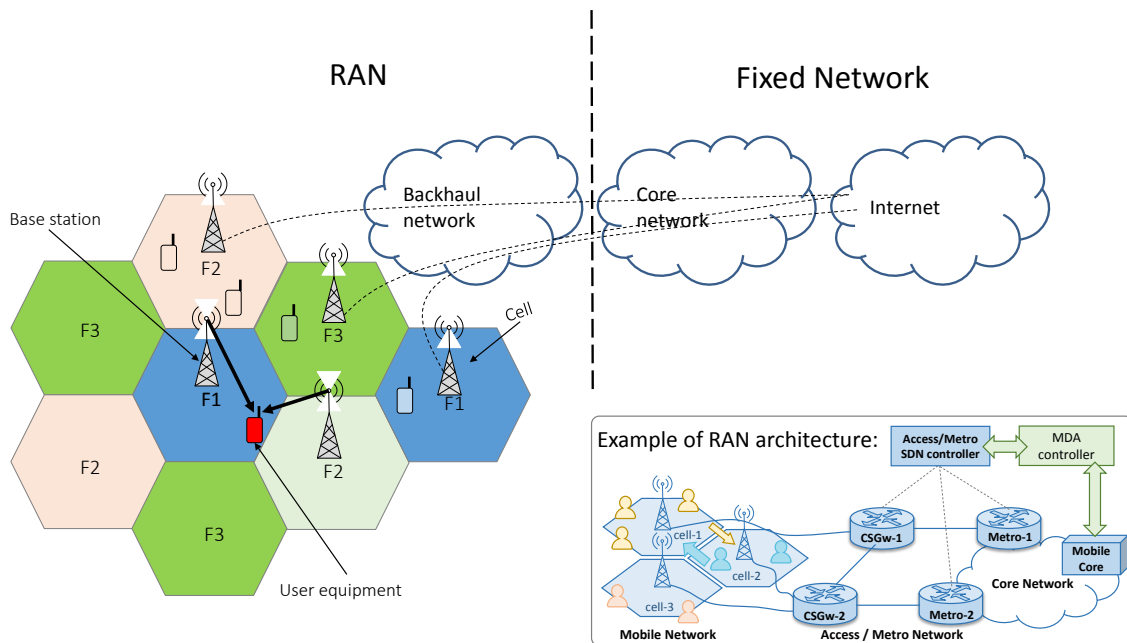 RAN
Fixed Network
Backhaul
network
Core
network
Internet
Base station
F2
Cell
F3
F3
F1
F1
F2
F2
F3
User equipment
Example of RAN architecture:
Access/Metro
SDN controller
MDA
controller
cell-1
cell-2
cell-3
CSGw-1
Metro-1
Mobile
Core
Core Network
CSGw-2
Metro-2
Mobile Network
Access / Metro Network